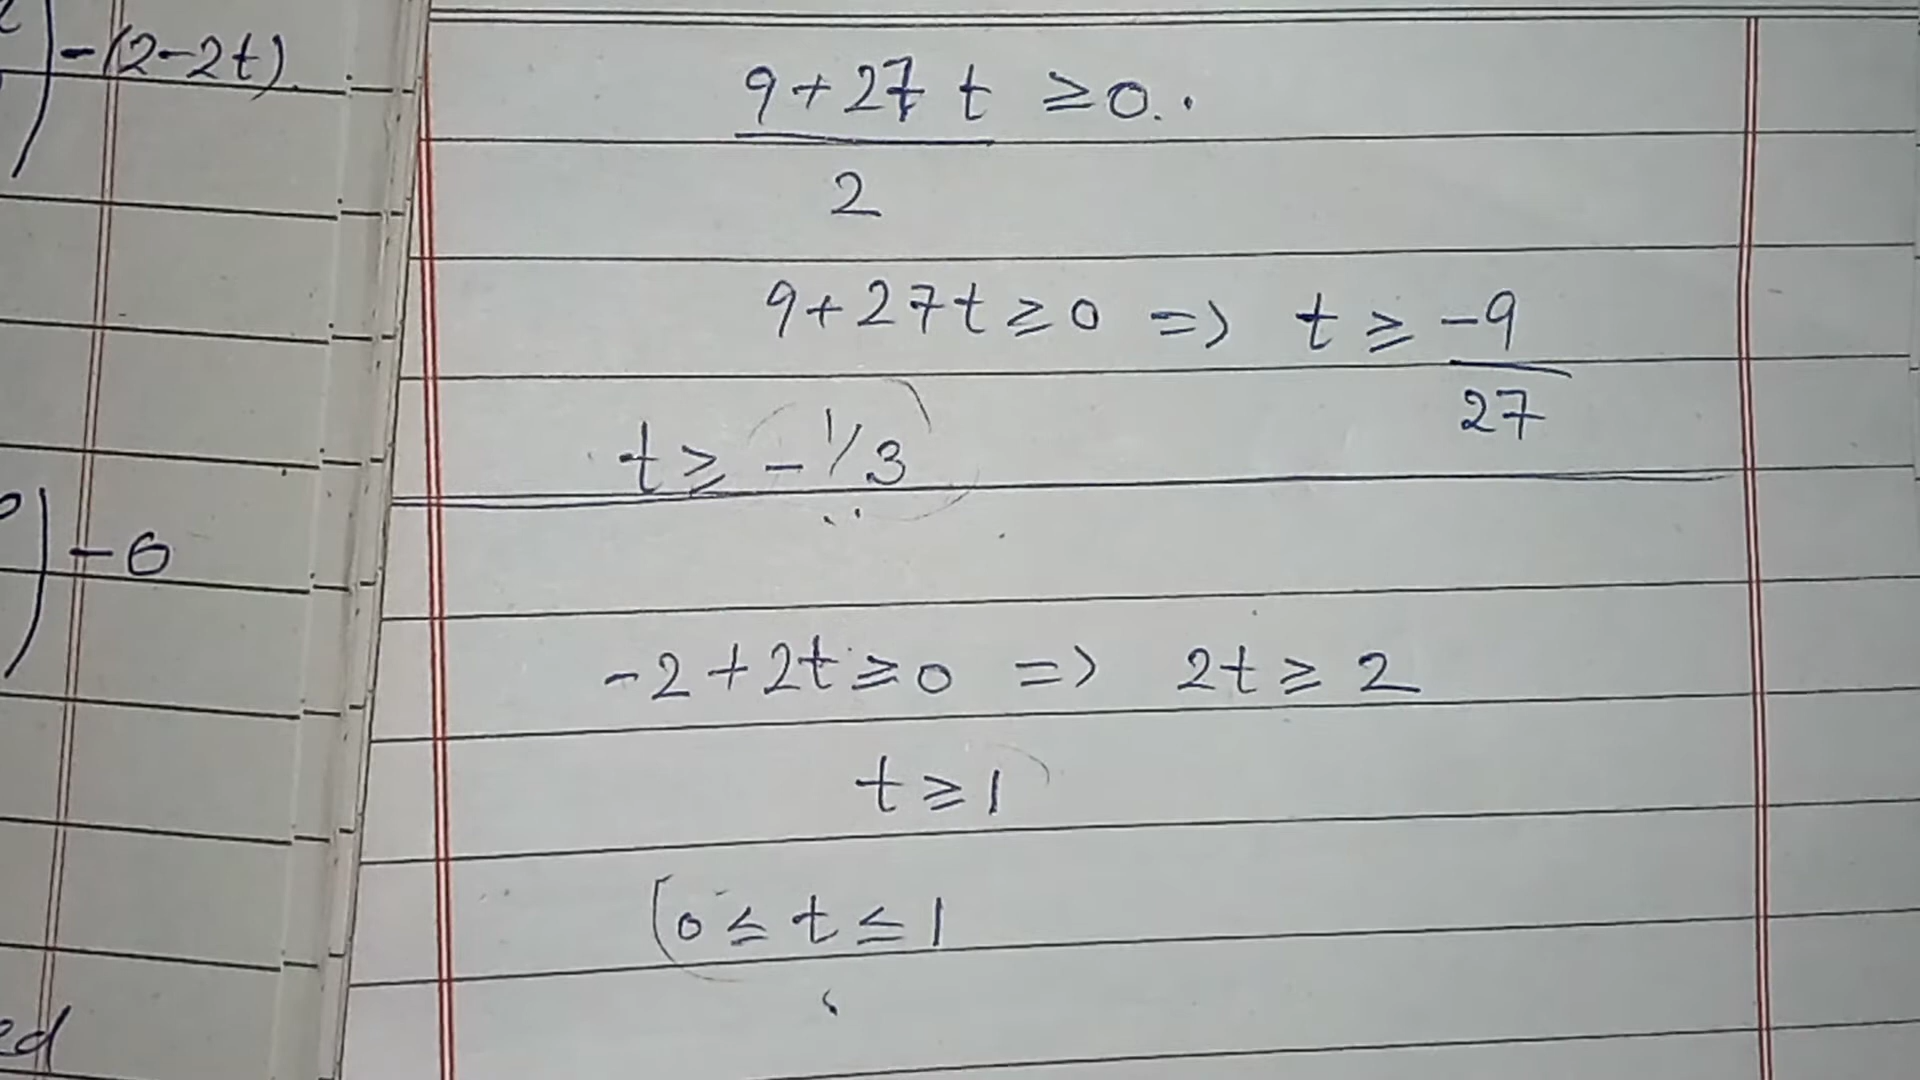 -(2-2t)
9+27t ≥0.
2
9+27t≥0 => t ≥ -9
27
t ≥ -1/3
)-0
-2+2t≥0 => 2t ≥ 2
t≥1
(0 ≤ t ≤ 1
ed